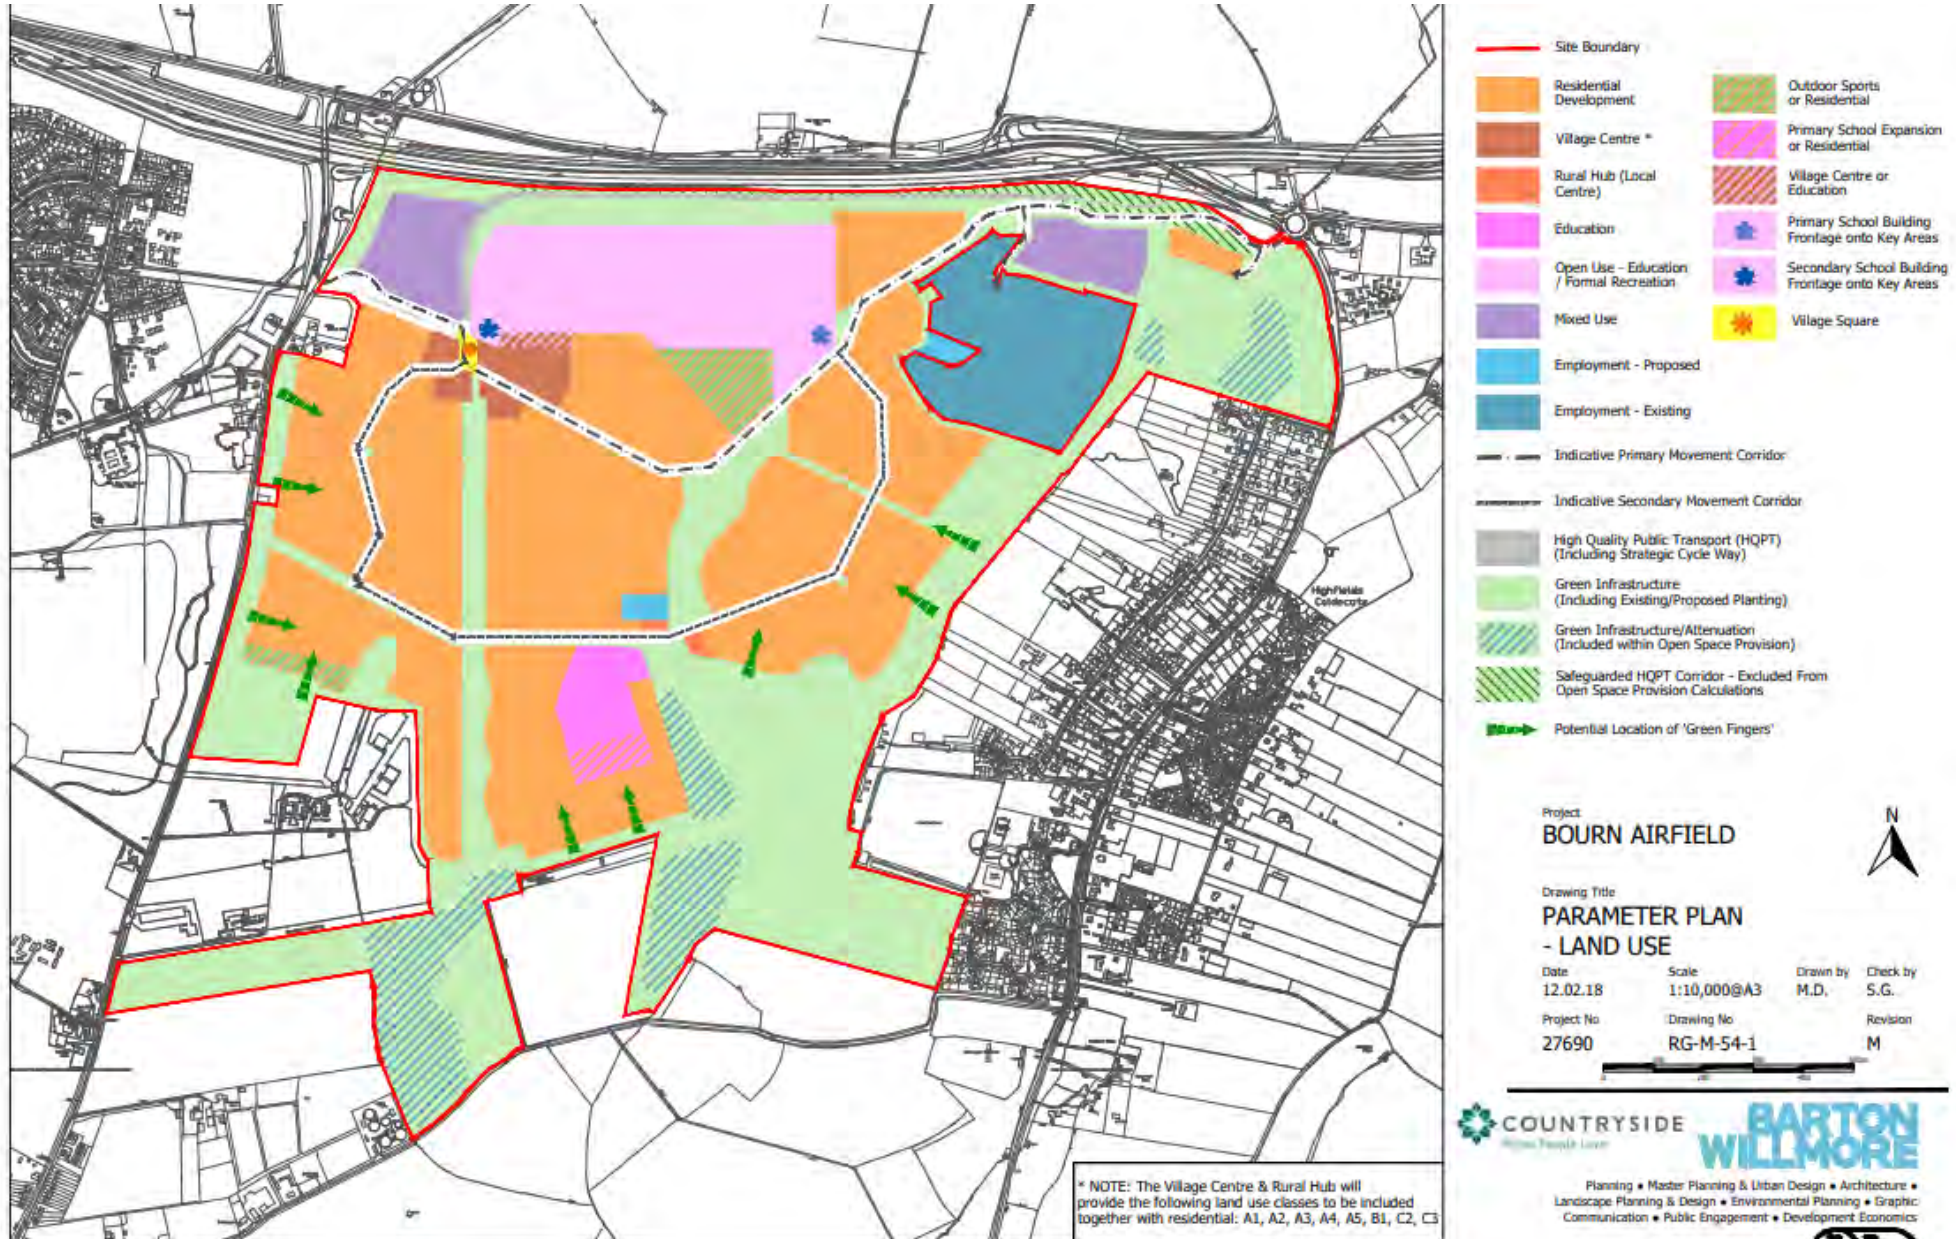 Site Boundary
Residential
Development
Village Centre *
Rural Hub (Local
Centre)
Education
Open Use - Education
/ Formal Recreation
Mixed Use
Employment - Proposed
Employment - Existing
Outdoor Sports
or Residential
Primary School Expansion
or Residential
Village Centre or
Education
Primary School Building
Frontage onto Key Areas
Secondary School Building
Frontage onto Key Areas
Village Square
Indicative Primary Movement Corridor
Indicative Secondary Movement Corridor
High Quality Public Transport (HQPT)
(Including Strategic Cycle Way)
Green Infrastructure
(Including Existing/Proposed Planting)
Green Infrastructure/Attenuation
(Included within Open Space Provision)
Safeguarded HQPT Corridor - Excluded From
Open Space Provision Calculations
Potential Location of 'Green Fingers'
Highfields
Caldecote
Project
BOURN AIRFIELD
N
Drawing Title
PARAMETER PLAN
- LAND USE
Date Scale Drawn by Check by
12.02.18 1:10,000@A3 M.D. S.G.
Project No Drawing No Revision
27690 RG-M-54-1 M
COUNTRYSIDE
Places People Love
BARTON
WILLMORE
Planning • Master Planning & Urban Design • Architecture •
Landscape Planning & Design • Environmental Planning • Graphic
Communication • Public Engagement • Development Economics
* NOTE: The Village Centre & Rural Hub will
provide the following land use classes to be included
together with residential: A1, A2, A3, A4, A5, B1, C2, C3